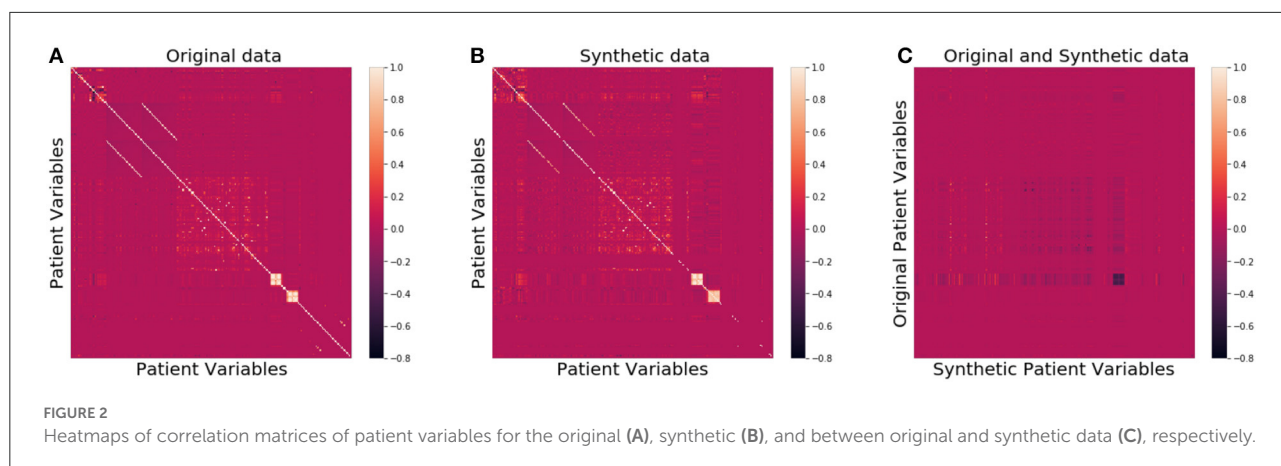 A Original data
B Synthetic data
C Original and Synthetic data
Patient Variables
1.0
0.8
0.6
0.4
0.2
0.0
−0.2
−0.4
−0.6
−0.8
Patient Variables
Patient Variables
1.0
0.8
0.6
0.4
0.2
0.0
−0.2
−0.4
−0.6
−0.8
Patient Variables
Original Patient Variables
1.0
0.8
0.6
0.4
0.2
0.0
−0.2
−0.4
−0.6
−0.8
Synthetic Patient Variables
FIGURE 2
Heatmaps of correlation matrices of patient variables for the original (A), synthetic (B), and between original and synthetic data (C), respectively.